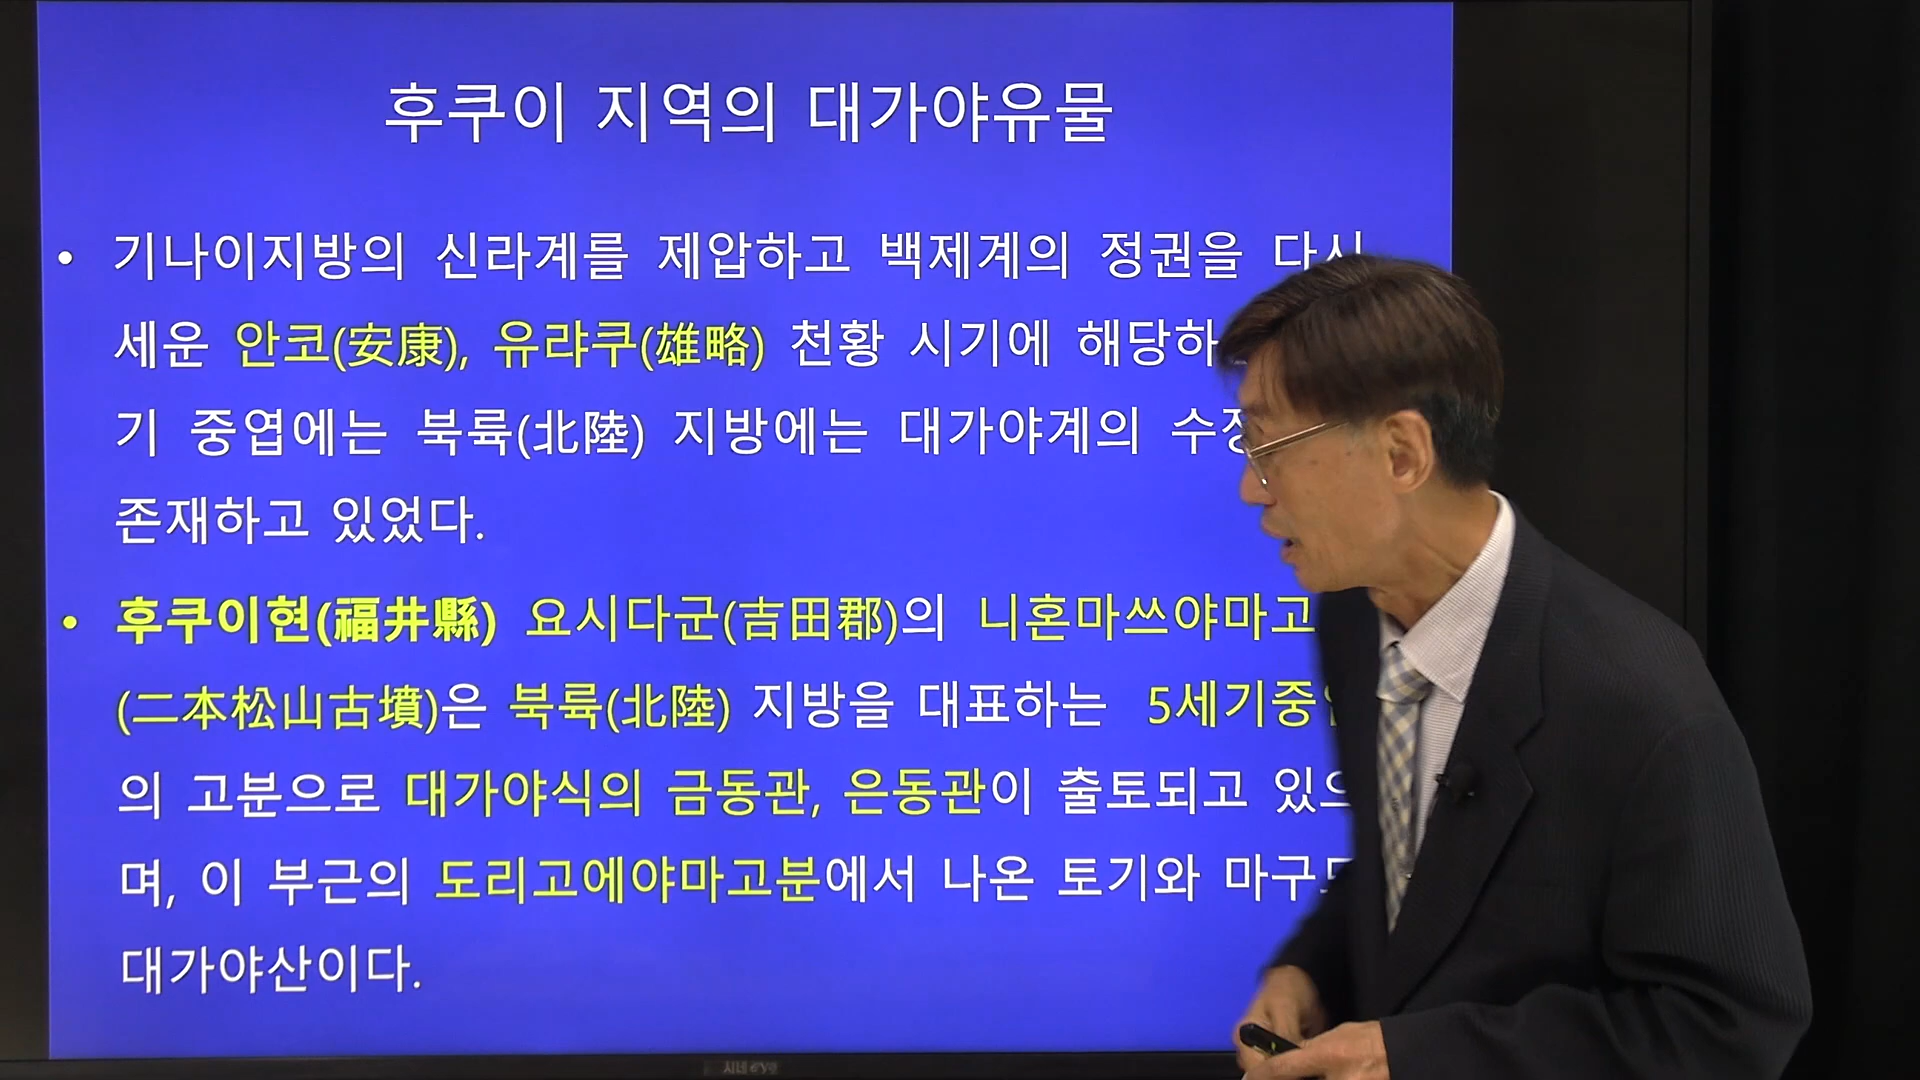 후쿠이 지역의 대가야유물
• 기나이지방의 신라계를 제압하고 백제계의 정권을 다시
세운 안코(安康), 유랴쿠(雄略) 천황 시기에 해당하
기 중엽에는 북륙(北陸) 지방에는 대가야계의
존재하고 있었다.
• 후쿠이현(福井縣) 요시다군(吉田郡)의 니혼마쓰야마고
(二本松山古墳)은 북륙(北陸) 지방을 대표하는 5세기중
의 고분으로 대가야식의 금동관, 은동관이 출토되고 있으
며, 이 부근의 도리고에야마고분에서 나온 토기와 마구도
대가야산이다.